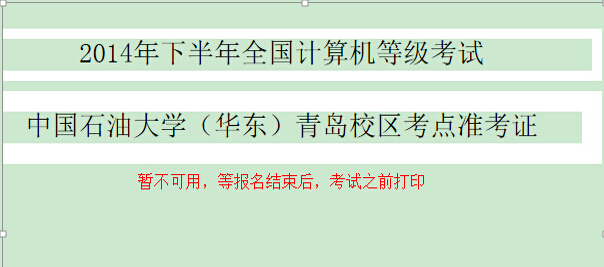 2014年下半年全国计算机等级考试
中国石油大学（华东）青岛校区考点准考证
暂不可用，等报名结束后，考试之前打印